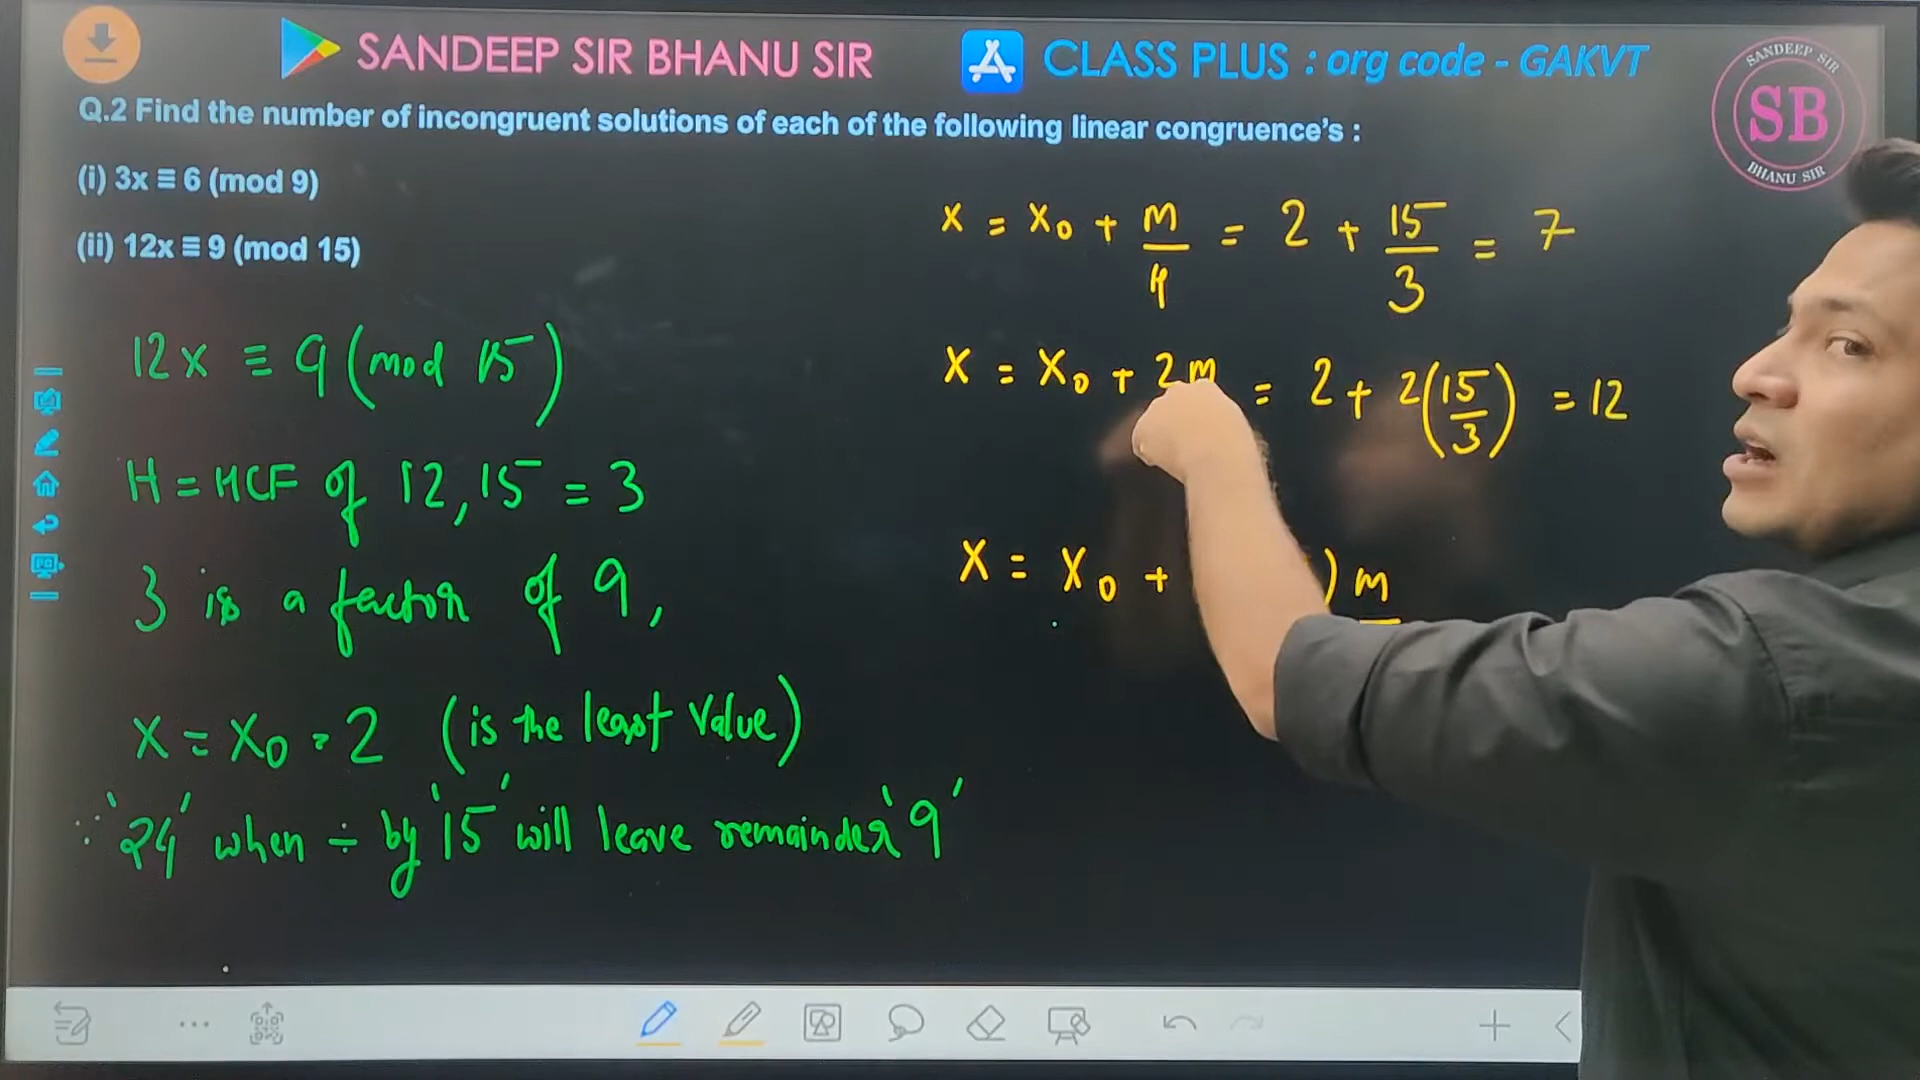 SANDEEP SIR BHANU SIR
CLASS PLUS : org code - GAKVT
SANDEEP SIR
SB
BHANU SIR
Q.2 Find the number of incongruent solutions of each of the following linear congruence's :
(i) 3x ≡ 6 (mod 9)
(ii) 12x ≡ 9 (mod 15)
12x ≡ 9 (mod 15)
H = HCF of 12, 15 = 3
3 is a factor of 9,
x = x₀ = 2 (is the least value)
∵ '24' when ÷ by '15' will leave remainder '9'
x = x₀ + m/H = 2 + 15/3 = 7
x = x₀ + 2m = 2 + 2(15/3) = 12
x = x₀ + ) m